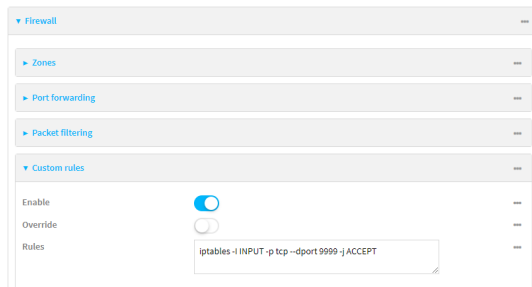 ▾ Firewall
▸ Zones
▸ Port forwarding
▸ Packet filtering
▾ Custom rules
Enable
Override
Rules
iptables -I INPUT -p tcp --dport 9999 -j ACCEPT